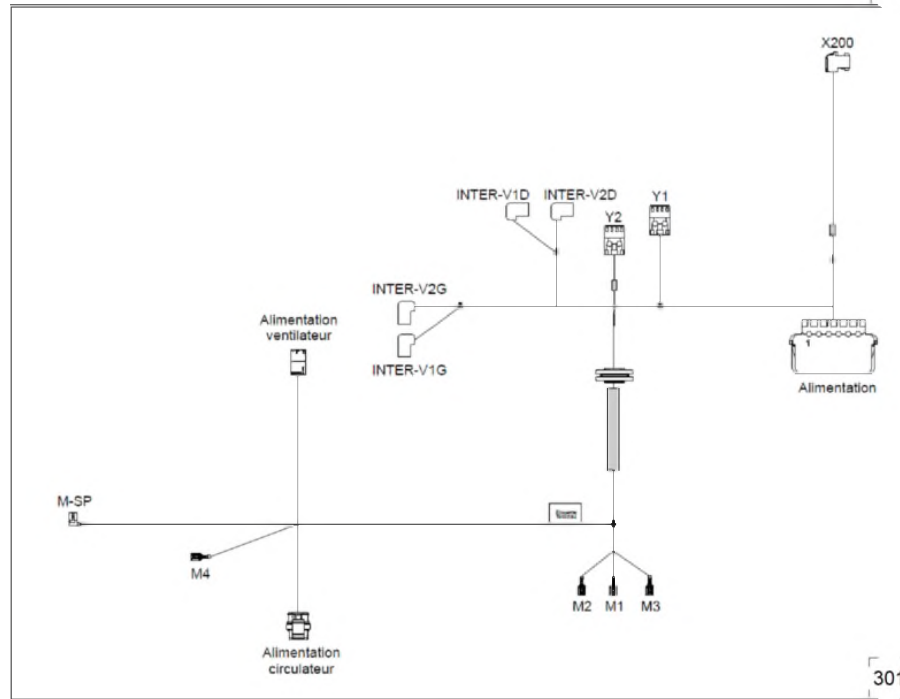 X200
INTER-V1D INTER-V2D Y1
Y2
INTER-V2G
Alimentation
ventilateur
1
INTER-V1G
Alimentation
M-SP
M4
M2 M1 M3
Alimentation
circulateur
301